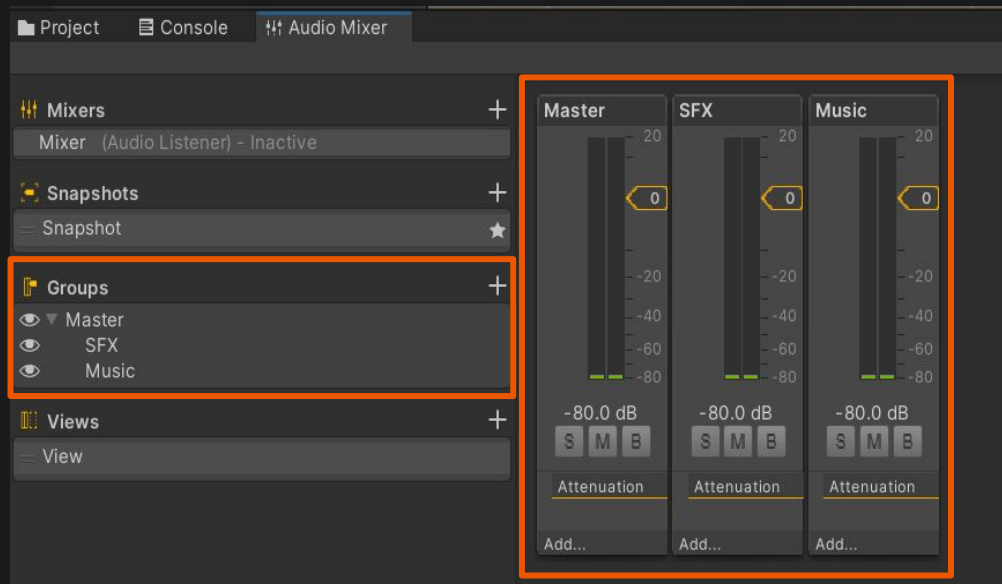 Project Console Audio Mixer
Mixers +
Mixer (Audio Listener) - Inactive
Snapshots +
Snapshot
Groups +
Master
SFX
Music
Views +
View
Master
20
0
-20
-40
-60
-80
-80.0 dB
S M B
Attenuation
Add...
SFX
20
0
-20
-40
-60
-80
-80.0 dB
S M B
Attenuation
Add...
Music
20
0
-20
-40
-60
-80
-80.0 dB
S M B
Attenuation
Add...